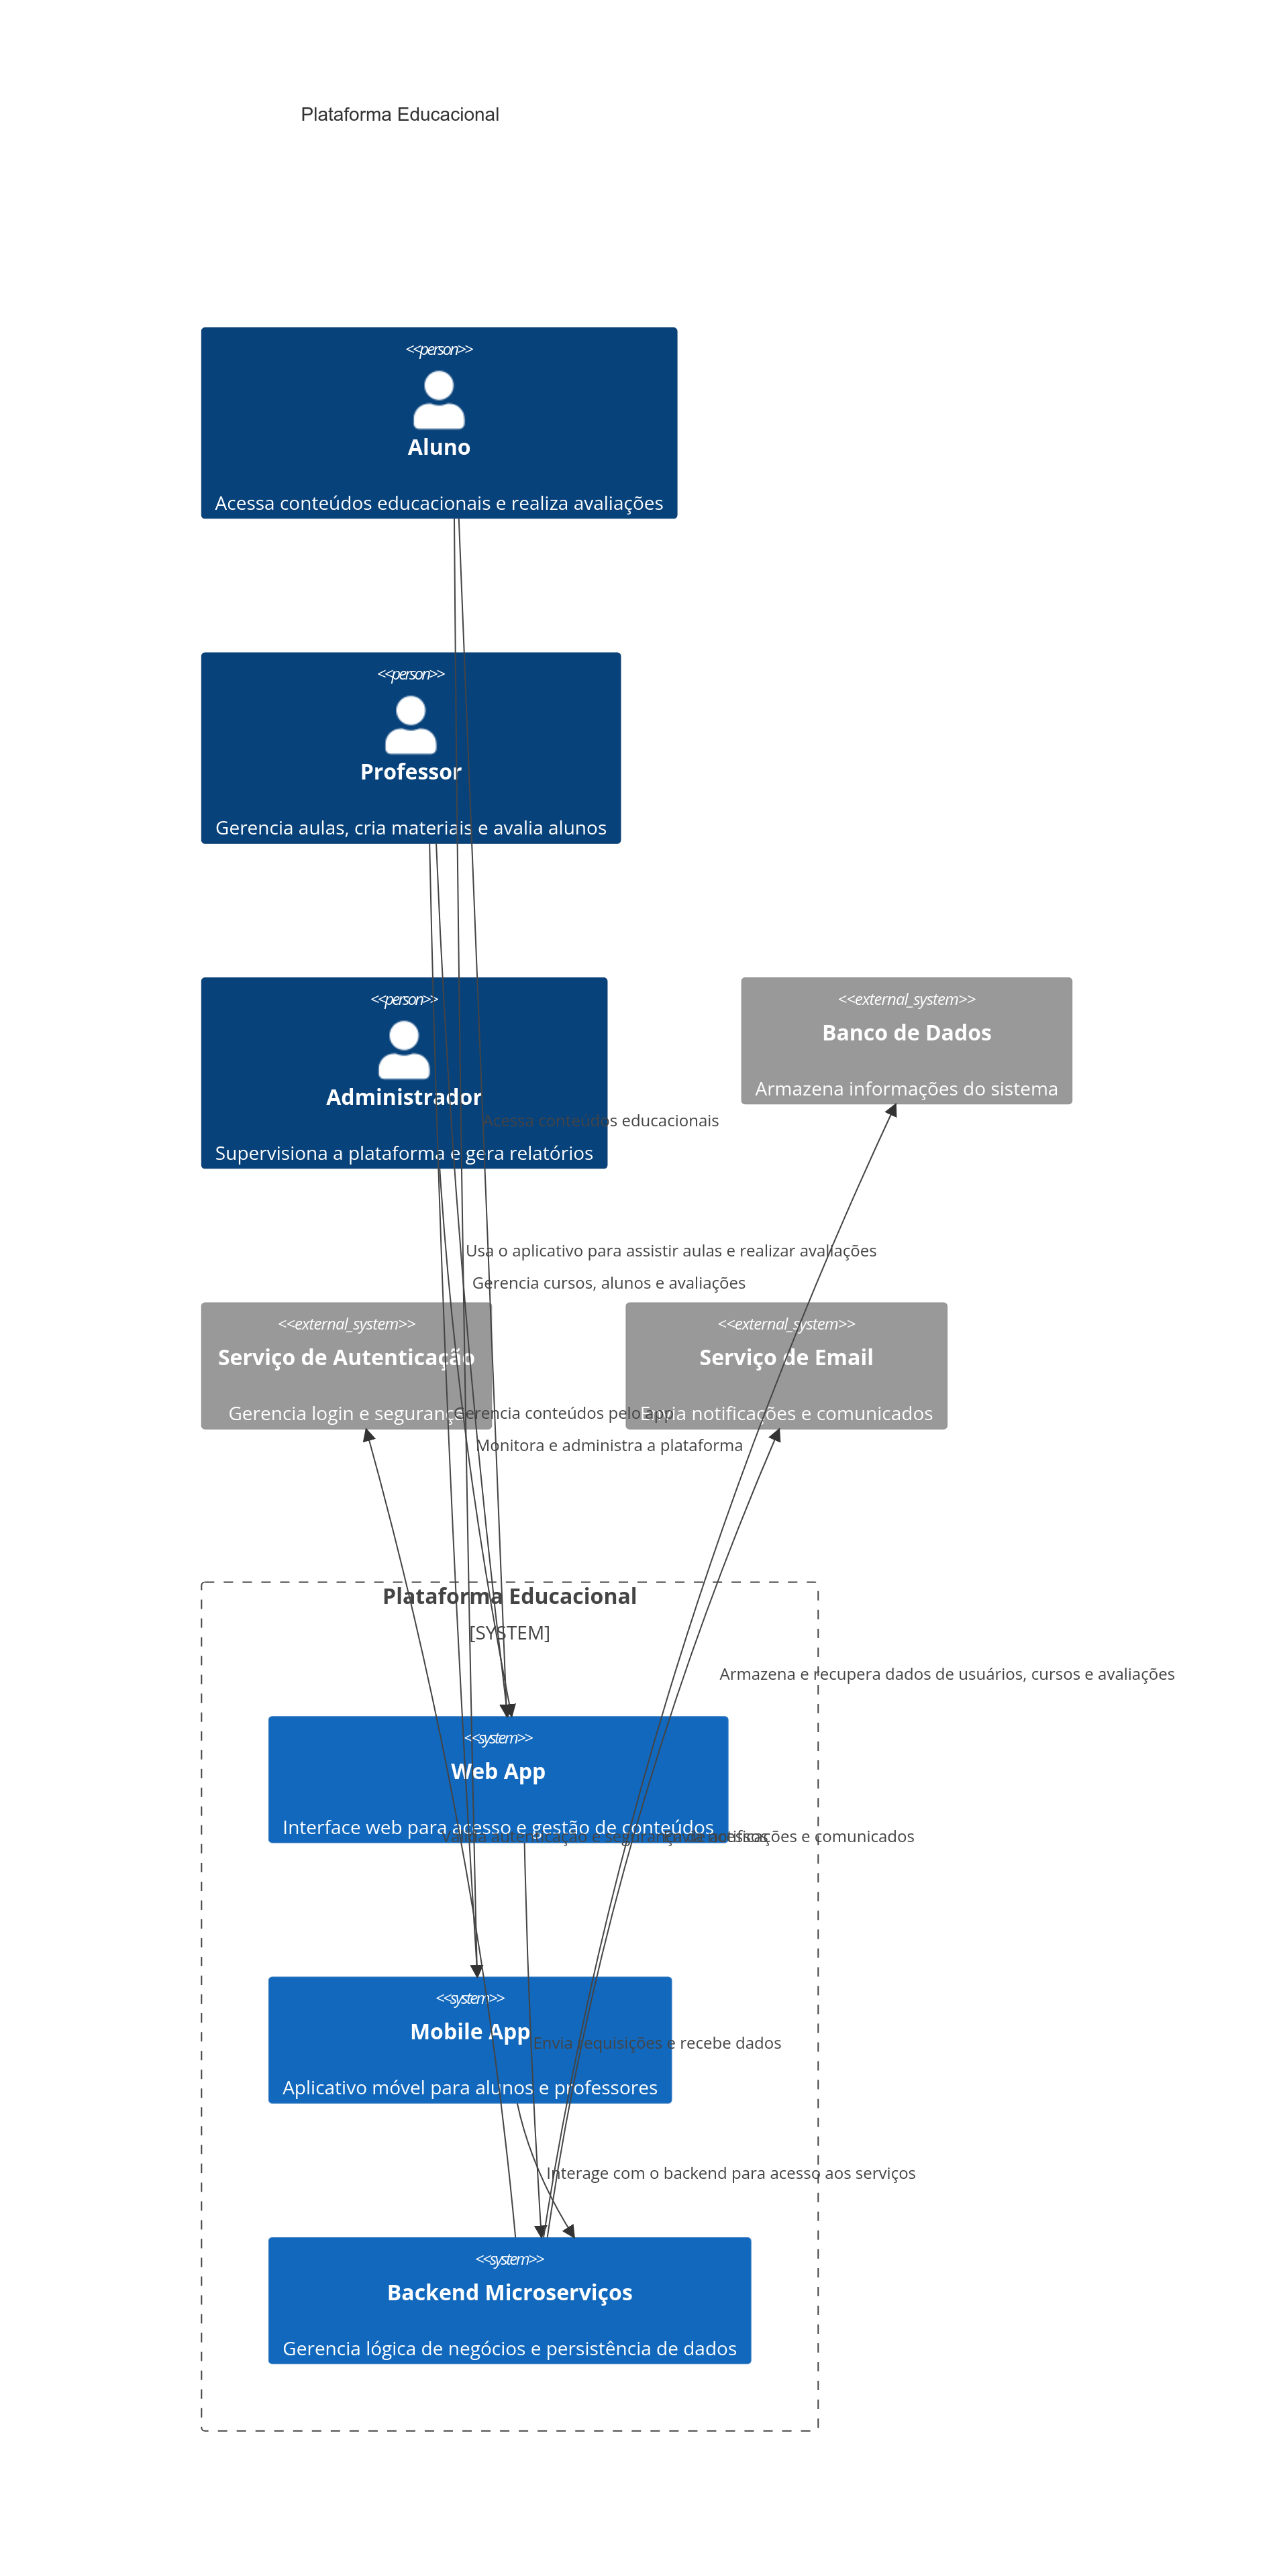 Plataforma Educacional
<<person>>
Aluno
Acessa conteúdos educacionais e realiza avaliações
<<person>>
Professor
Gerencia aulas, cria materiais e avalia alunos
<<person>>
Administrador
Supervisiona a plataforma e gera relatórios
<<external_system>>
Banco de Dados
Armazena informações do sistema
Acessa conteúdos educacionais
Usa o aplicativo para assistir aulas e realizar avaliações
Gerencia cursos, alunos e avaliações
<<external_system>>
Serviço de Autenticação
Gerencia login e segurança
<<external_system>>
Serviço de Email
Envia notificações e comunicados
Gerencia conteúdos pelo app
Monitora e administra a plataforma
Plataforma Educacional
[SYSTEM]
Armazena e recupera dados de usuários, cursos e avaliações
<<system>>
Web App
Interface web para acesso e gestão de conteúdos
autenticação e segurança de acessos
notificações e comunicados
<<system>>
Mobile App
Aplicativo móvel para alunos e professores
Envia requisições e recebe dados
Interage com o backend para acesso aos serviços
<<system>>
Backend Microserviços
Gerencia lógica de negócios e persistência de dados